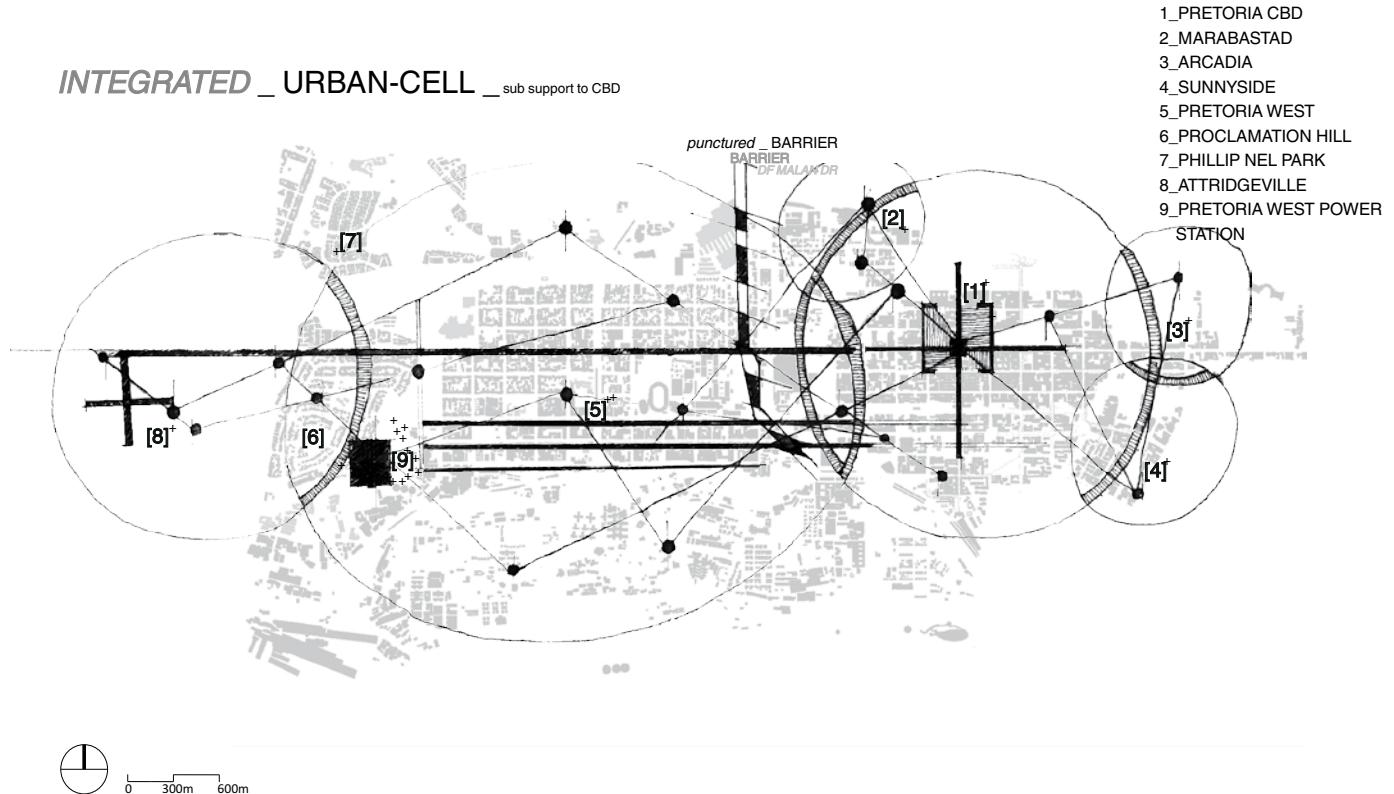 1_PRETORIA CBD
2_MARABASTAD
3_ARCADIA
4_SUNNYSIDE
5_PRETORIA WEST
6_PROCLAMATION HILL
7_PHILLIP NEL PARK
8_ATTRIDGEVILLE
9_PRETORIA WEST POWER
STATION
INTEGRATED _ URBAN-CELL _ sub support to CBD
punctured _ BARRIER
BARRIER
DF MALAN DR
[2]
[7]
[1]
[3]
[5]
[8]
[6]
[9]
[4]
0 300m 600m